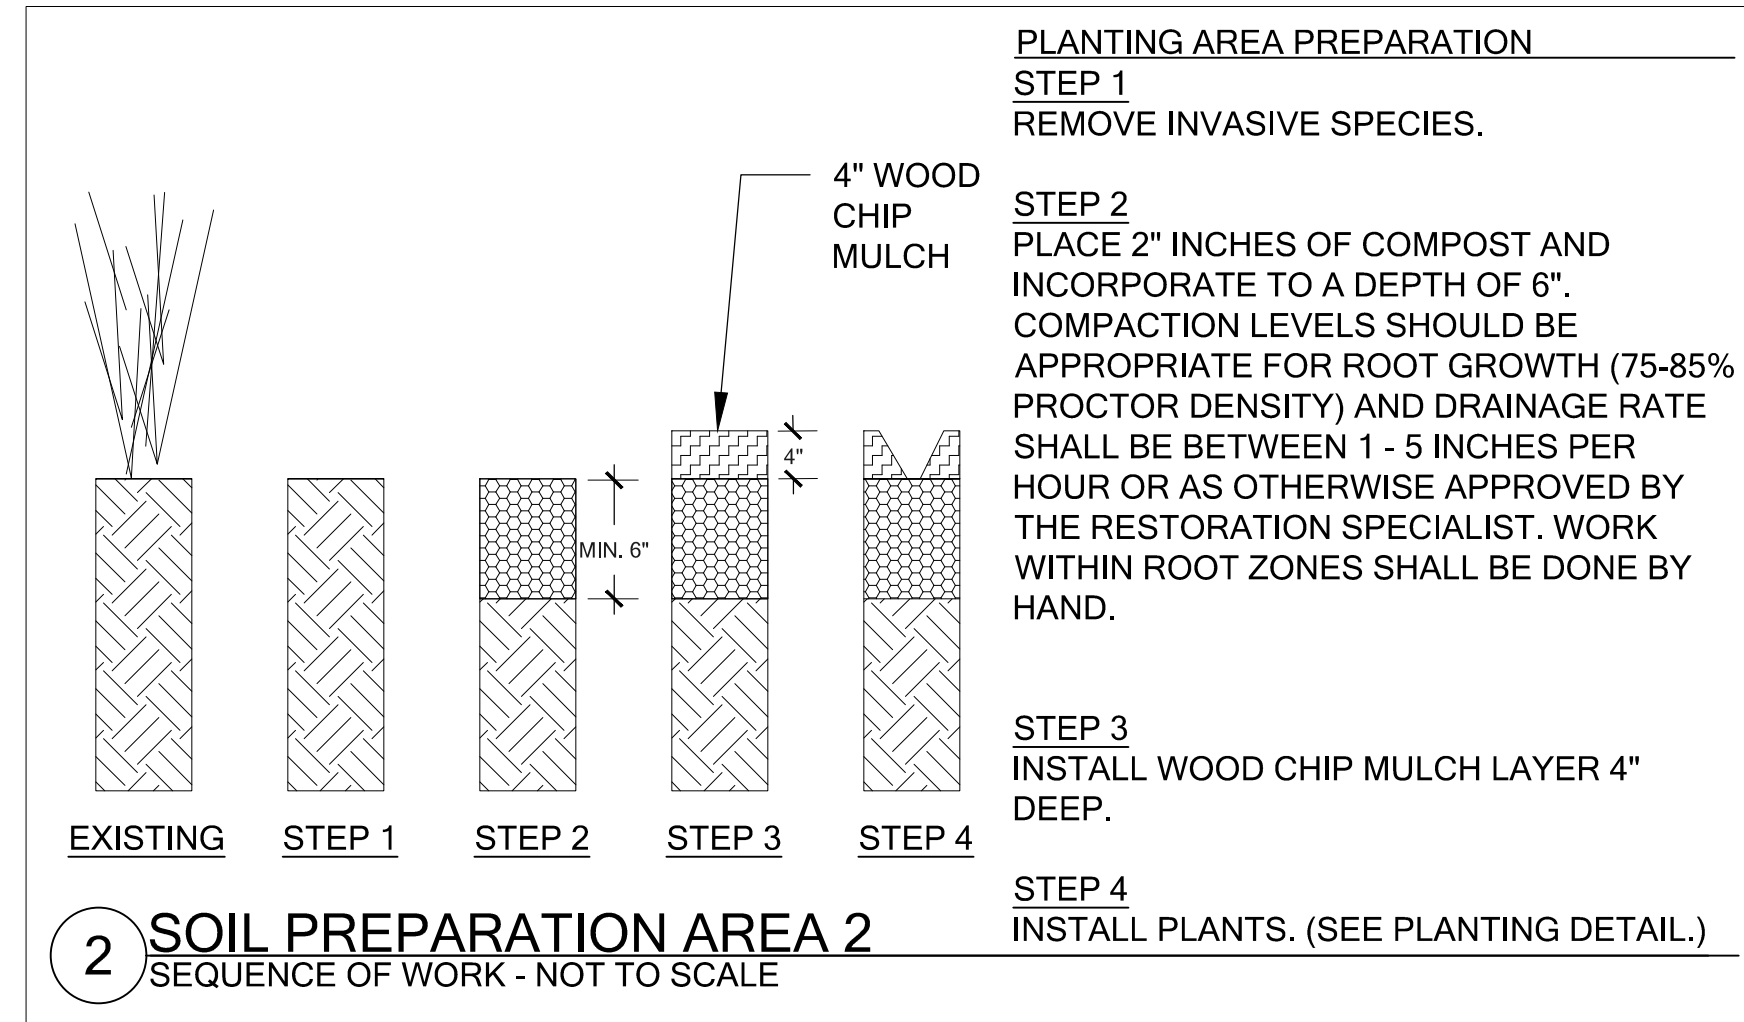 4" WOOD
CHIP
MULCH
4"
MIN. 6"
EXISTING
STEP 1
STEP 2
STEP 3
STEP 4
2
SOIL PREPARATION AREA 2
SEQUENCE OF WORK - NOT TO SCALE
PLANTING AREA PREPARATION
STEP 1
REMOVE INVASIVE SPECIES.
STEP 2
PLACE 2" INCHES OF COMPOST AND
INCORPORATE TO A DEPTH OF 6".
COMPACTION LEVELS SHOULD BE
APPROPRIATE FOR ROOT GROWTH (75-85%
PROCTOR DENSITY) AND DRAINAGE RATE
SHALL BE BETWEEN 1 - 5 INCHES PER
HOUR OR AS OTHERWISE APPROVED BY
THE RESTORATION SPECIALIST. WORK
WITHIN ROOT ZONES SHALL BE DONE BY
HAND.
STEP 3
INSTALL WOOD CHIP MULCH LAYER 4"
DEEP.
STEP 4
INSTALL PLANTS. (SEE PLANTING DETAIL.)